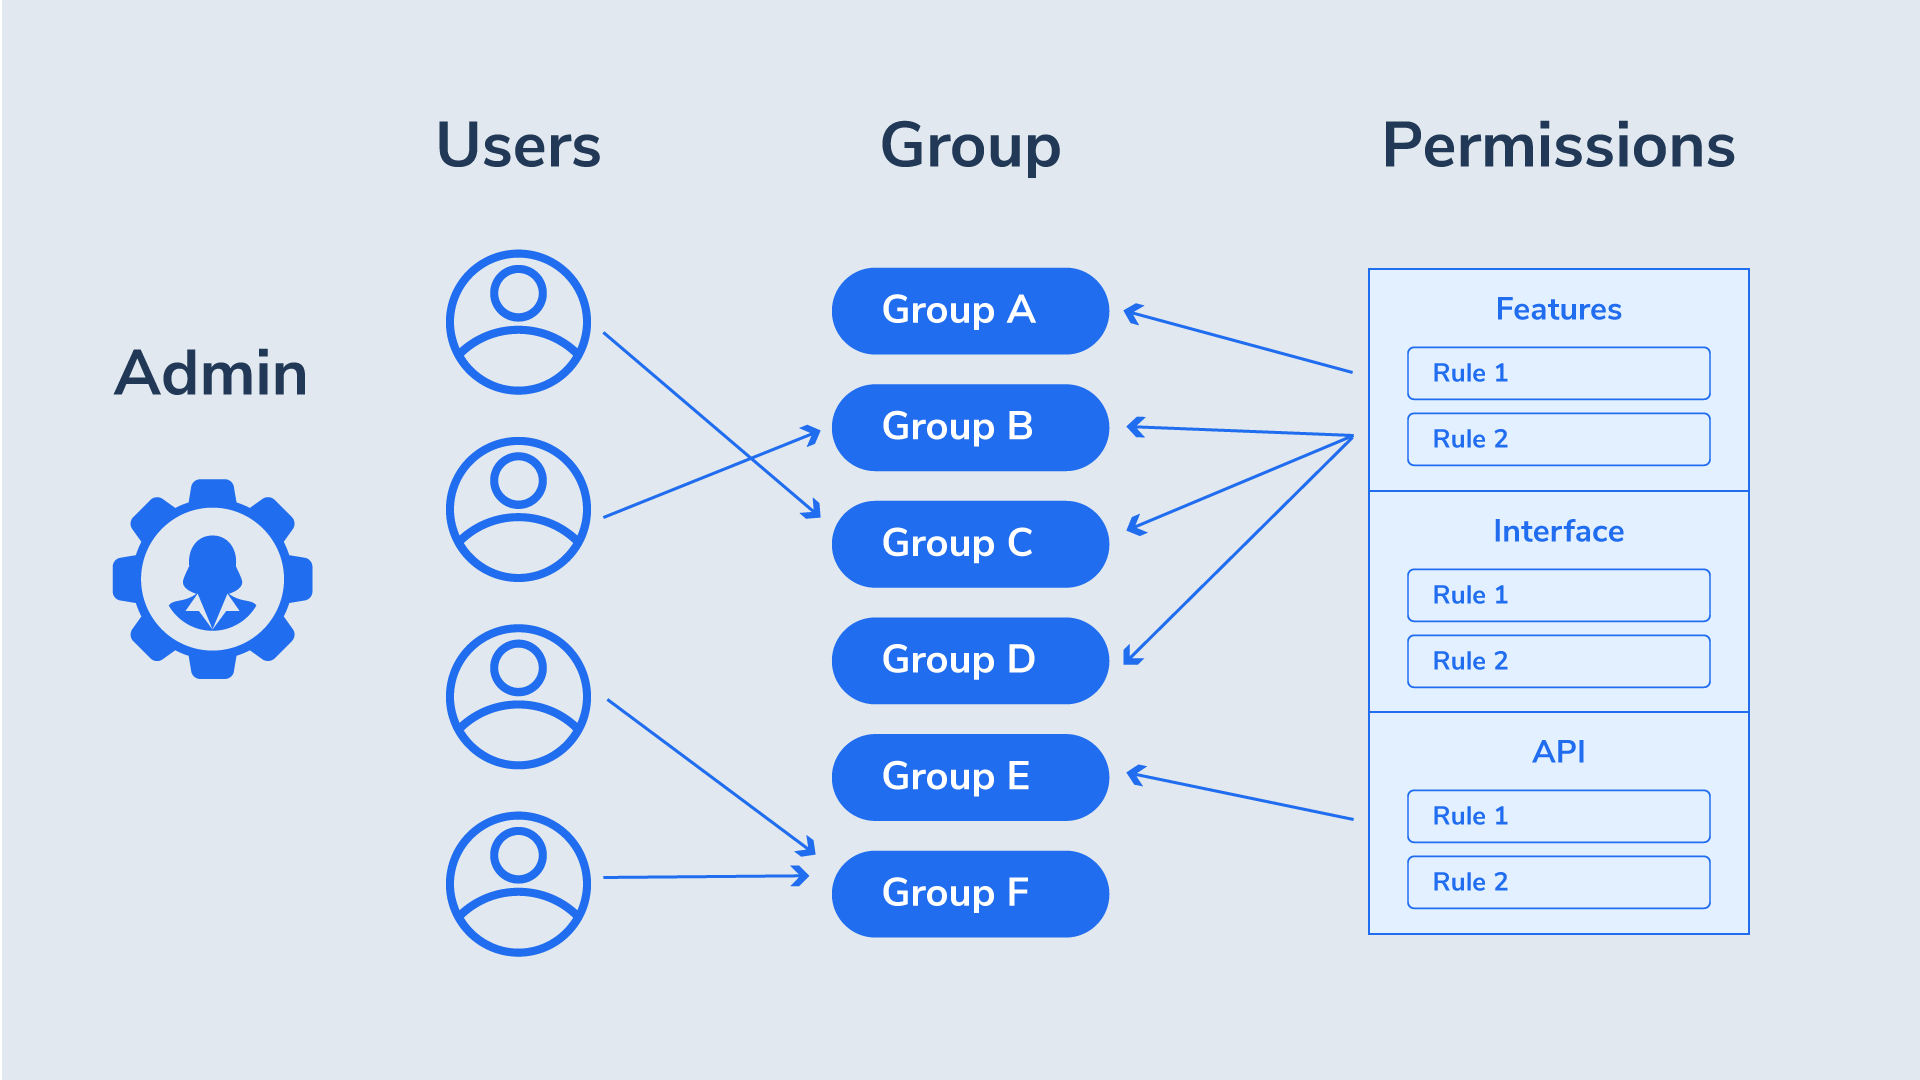 Users
Group
Permissions
Admin
Group A
Group B
Group C
Group D
Group E
Group F
Features
Rule 1
Rule 2
Interface
Rule 1
Rule 2
API
Rule 1
Rule 2